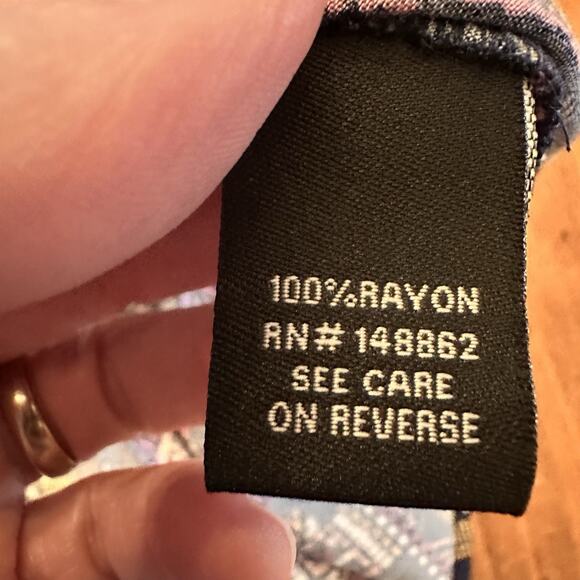 100%RAYON
RN# 148862
SEE CARE
ON REVERSE